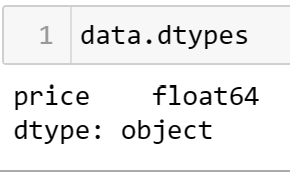 1 data.dtypes
price    float64
dtype: object